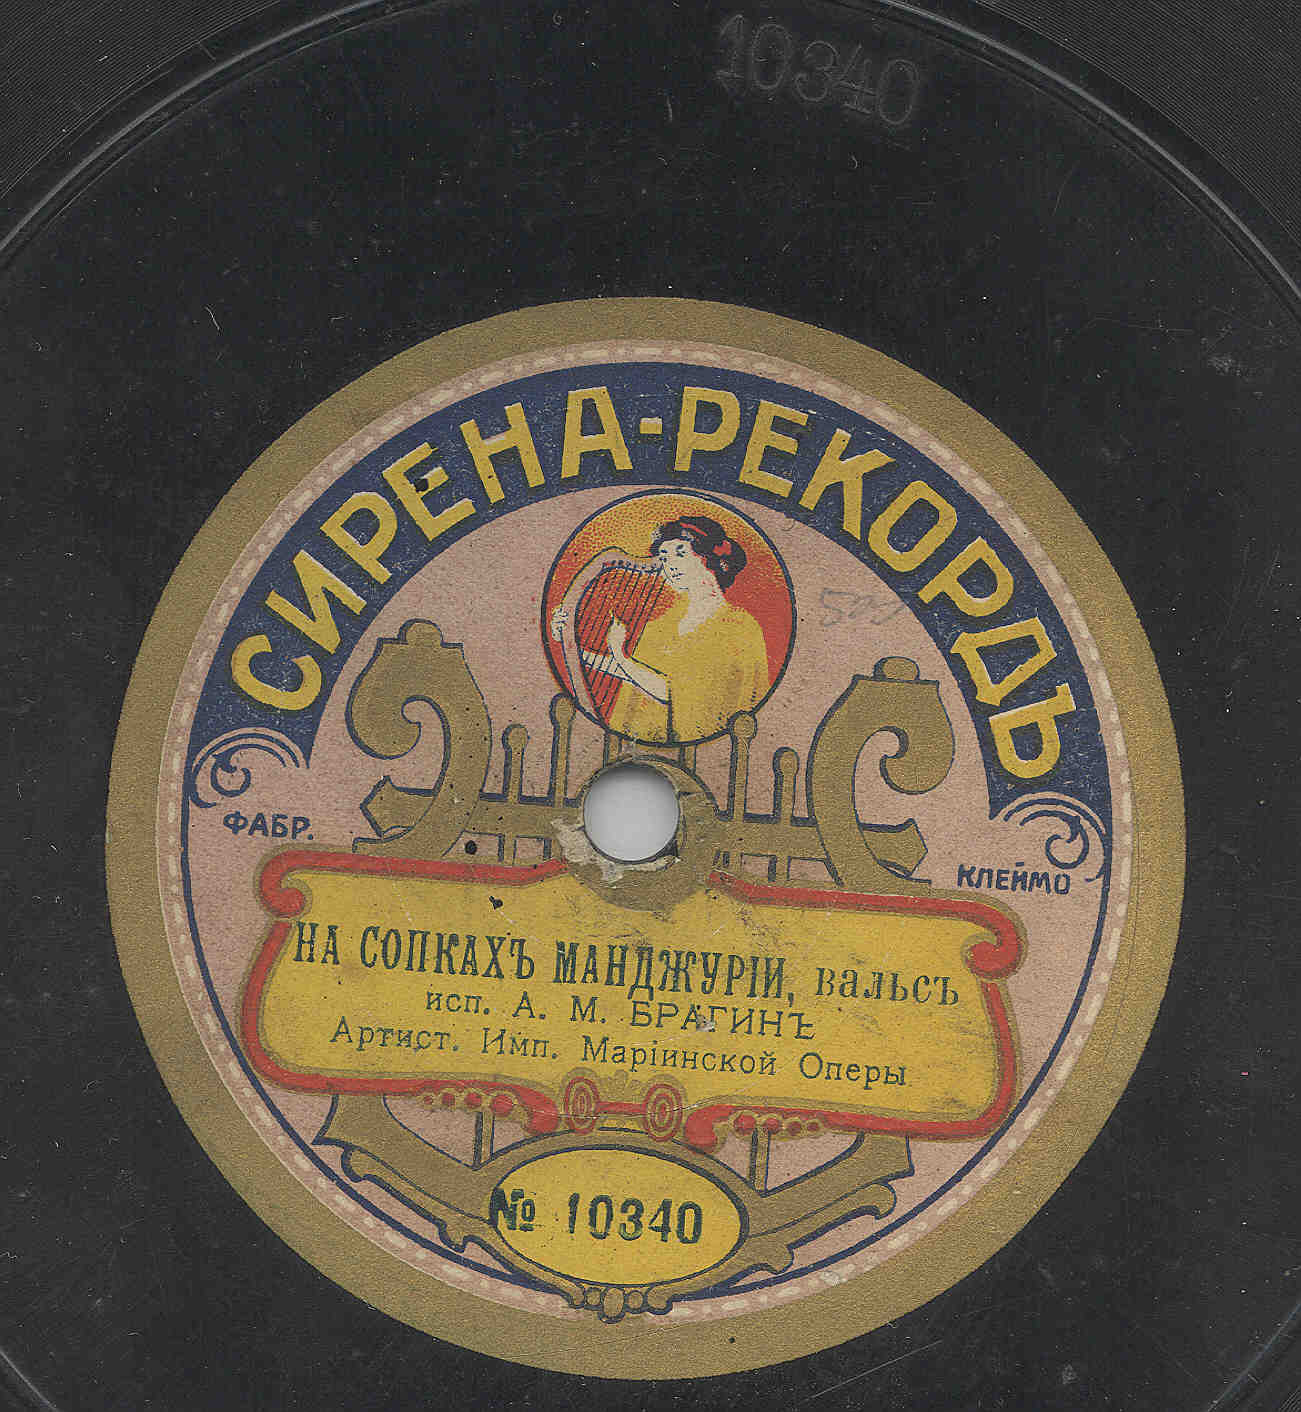 10340
СИРЕНА-РЕКОРДЪ
ФАБР. КЛЕЙМО
НА СОПКАХЪ МАНДЖУРІИ, вальсъ
исп. А. М. БРАГИНЪ
Артист. Имп. Маріинской Оперы
№ 10340